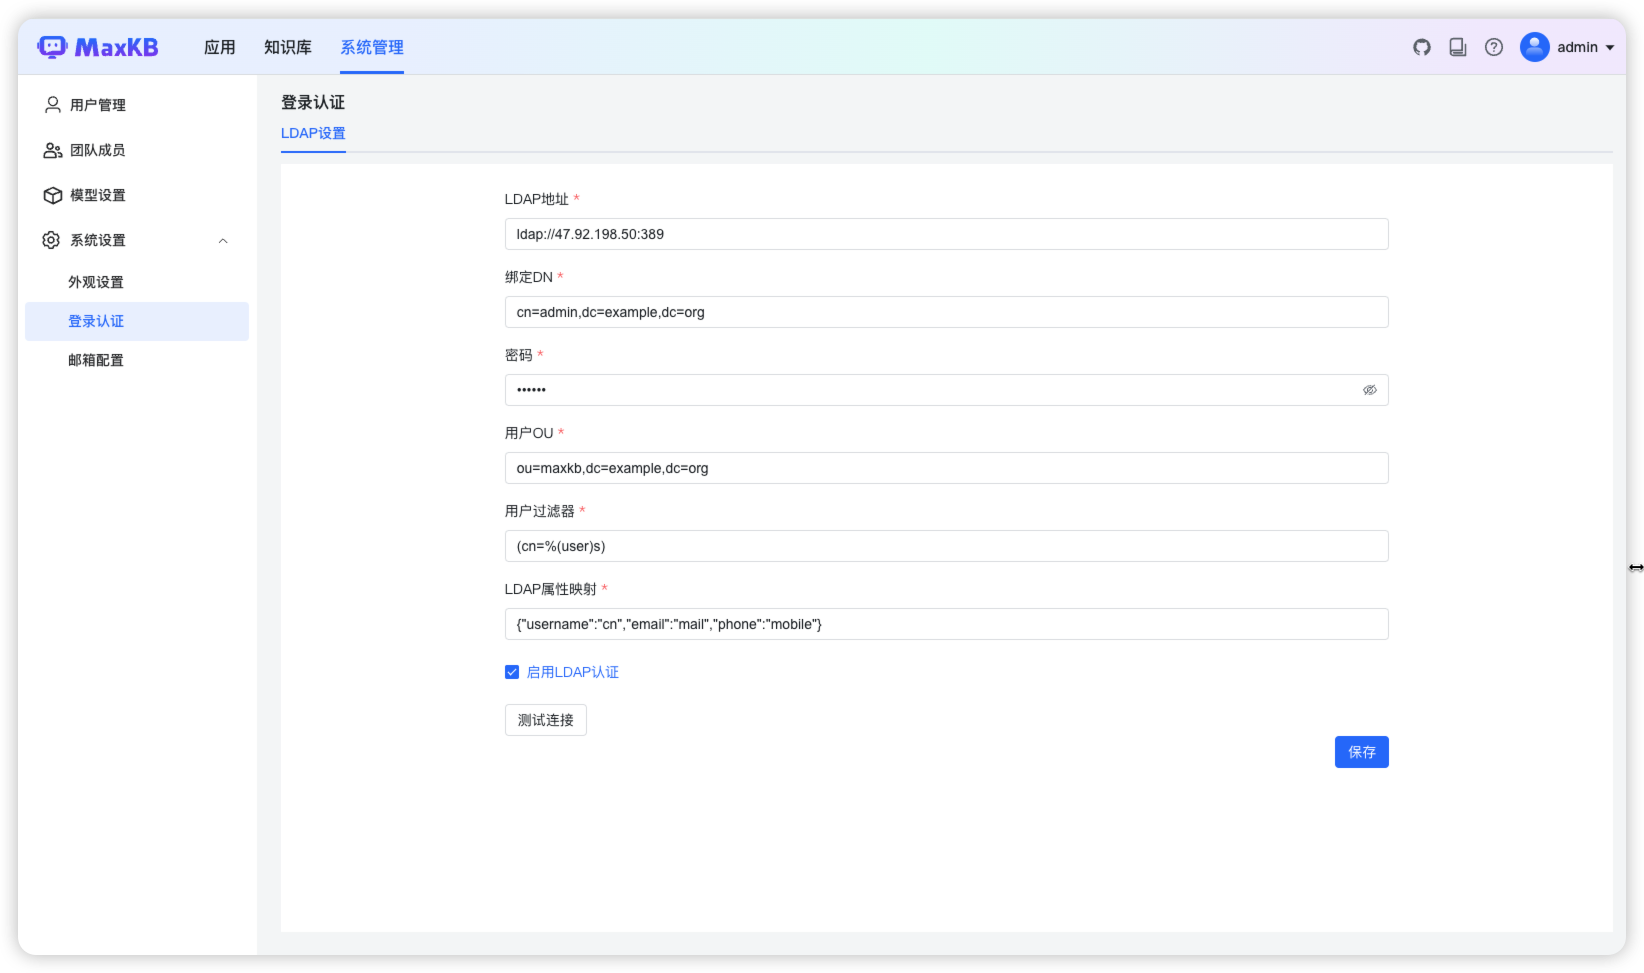 MaxKB
应用
知识库
系统管理
admin
用户管理
团队成员
模型设置
系统设置
外观设置
登录认证
邮箱配置
登录认证
LDAP设置
LDAP地址 *
ldap://47.92.198.50:389
绑定DN *
cn=admin,dc=example,dc=org
密码 *
••••••
用户OU *
ou=maxkb,dc=example,dc=org
用户过滤器 *
(cn=%(user)s)
LDAP属性映射 *
{"username":"cn","email":"mail","phone":"mobile"}
启用LDAP认证
测试连接
保存